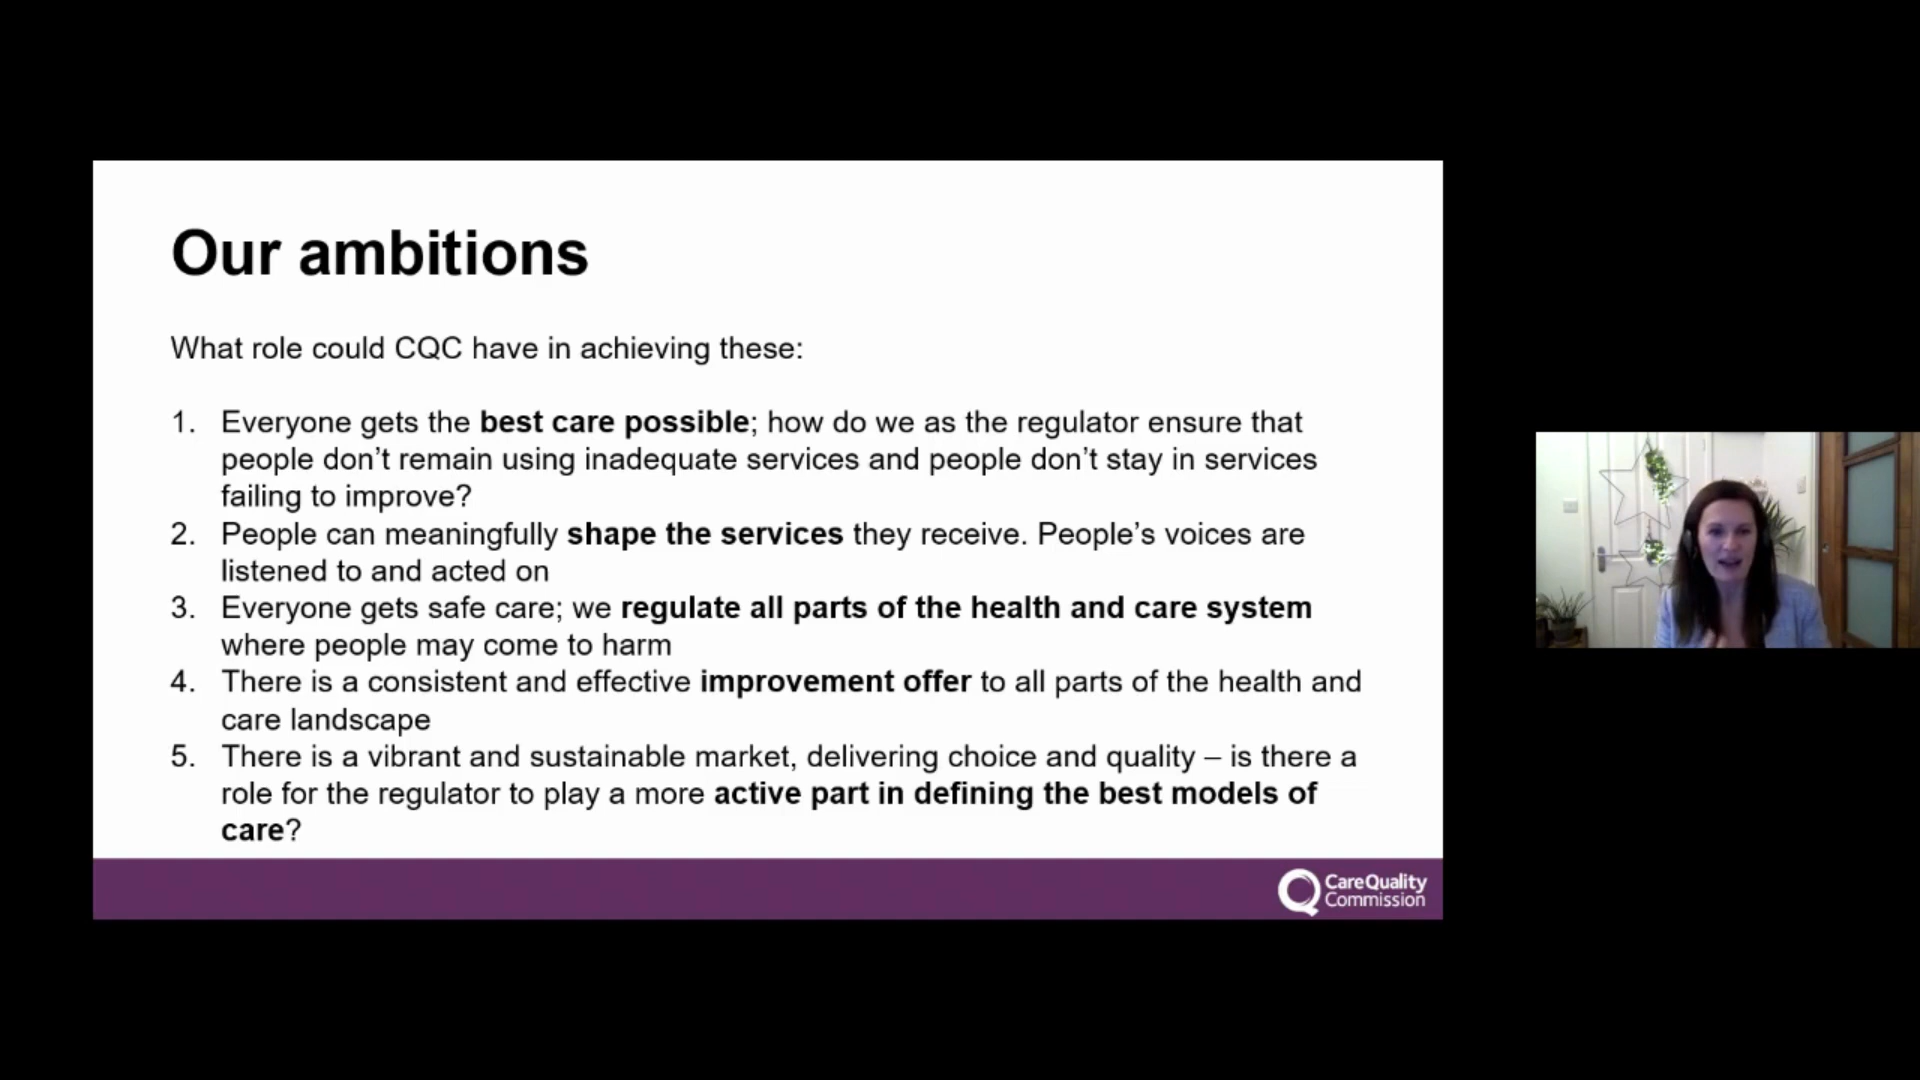 Our ambitions
What role could CQC have in achieving these:
1. Everyone gets the best care possible; how do we as the regulator ensure that
people don’t remain using inadequate services and people don’t stay in services
failing to improve?
2. People can meaningfully shape the services they receive. People’s voices are
listened to and acted on
3. Everyone gets safe care; we regulate all parts of the health and care system
where people may come to harm
4. There is a consistent and effective improvement offer to all parts of the health and
care landscape
5. There is a vibrant and sustainable market, delivering choice and quality – is there a
role for the regulator to play a more active part in defining the best models of
care?
CareQuality
Commission